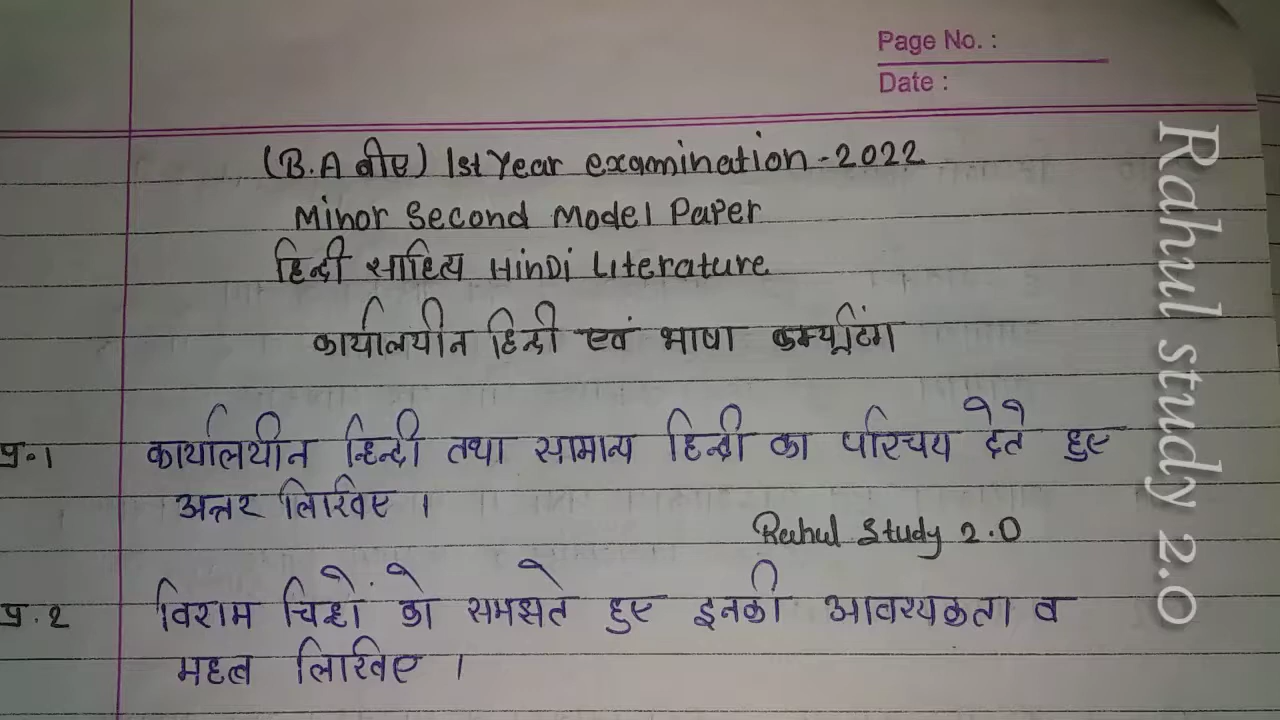 Page No. :
Date :
(B.A बीए) 1st Year examination - 2022
Minor Second Model Paper
हिन्दी साहित्य HinDi Literature
कार्यालयीन हिन्दी एवं भाषा कम्प्यूटिंग
प्र.1 कार्यालयीन हिन्दी तथा सामान्य हिन्दी का परिचय देते हुए
अन्तर लिखिए ।
Rahul Study 2.0
प्र.2 विराम चिन्हों को समझते हुए इनकी आवश्यकता व
महत्व लिखिए ।
Rahul study 2.0